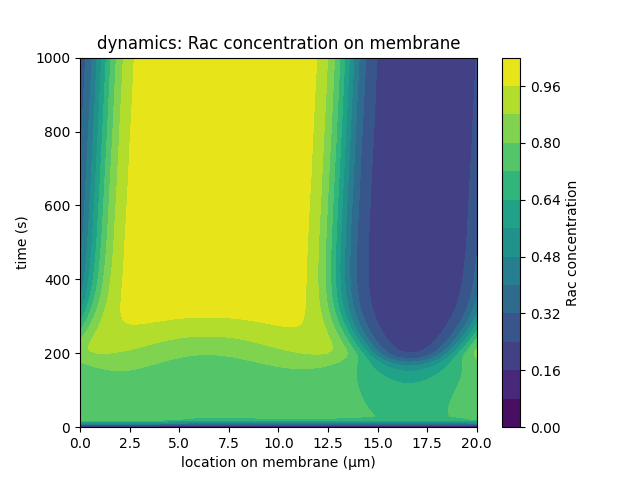 dynamics: Rac concentration on membrane
1000
800
600
400
200
0
time (s)
0.0 2.5 5.0 7.5 10.0 12.5 15.0 17.5 20.0
location on membrane (μm)
0.96
0.80
0.64
0.48
0.32
0.16
0.00
Rac concentration